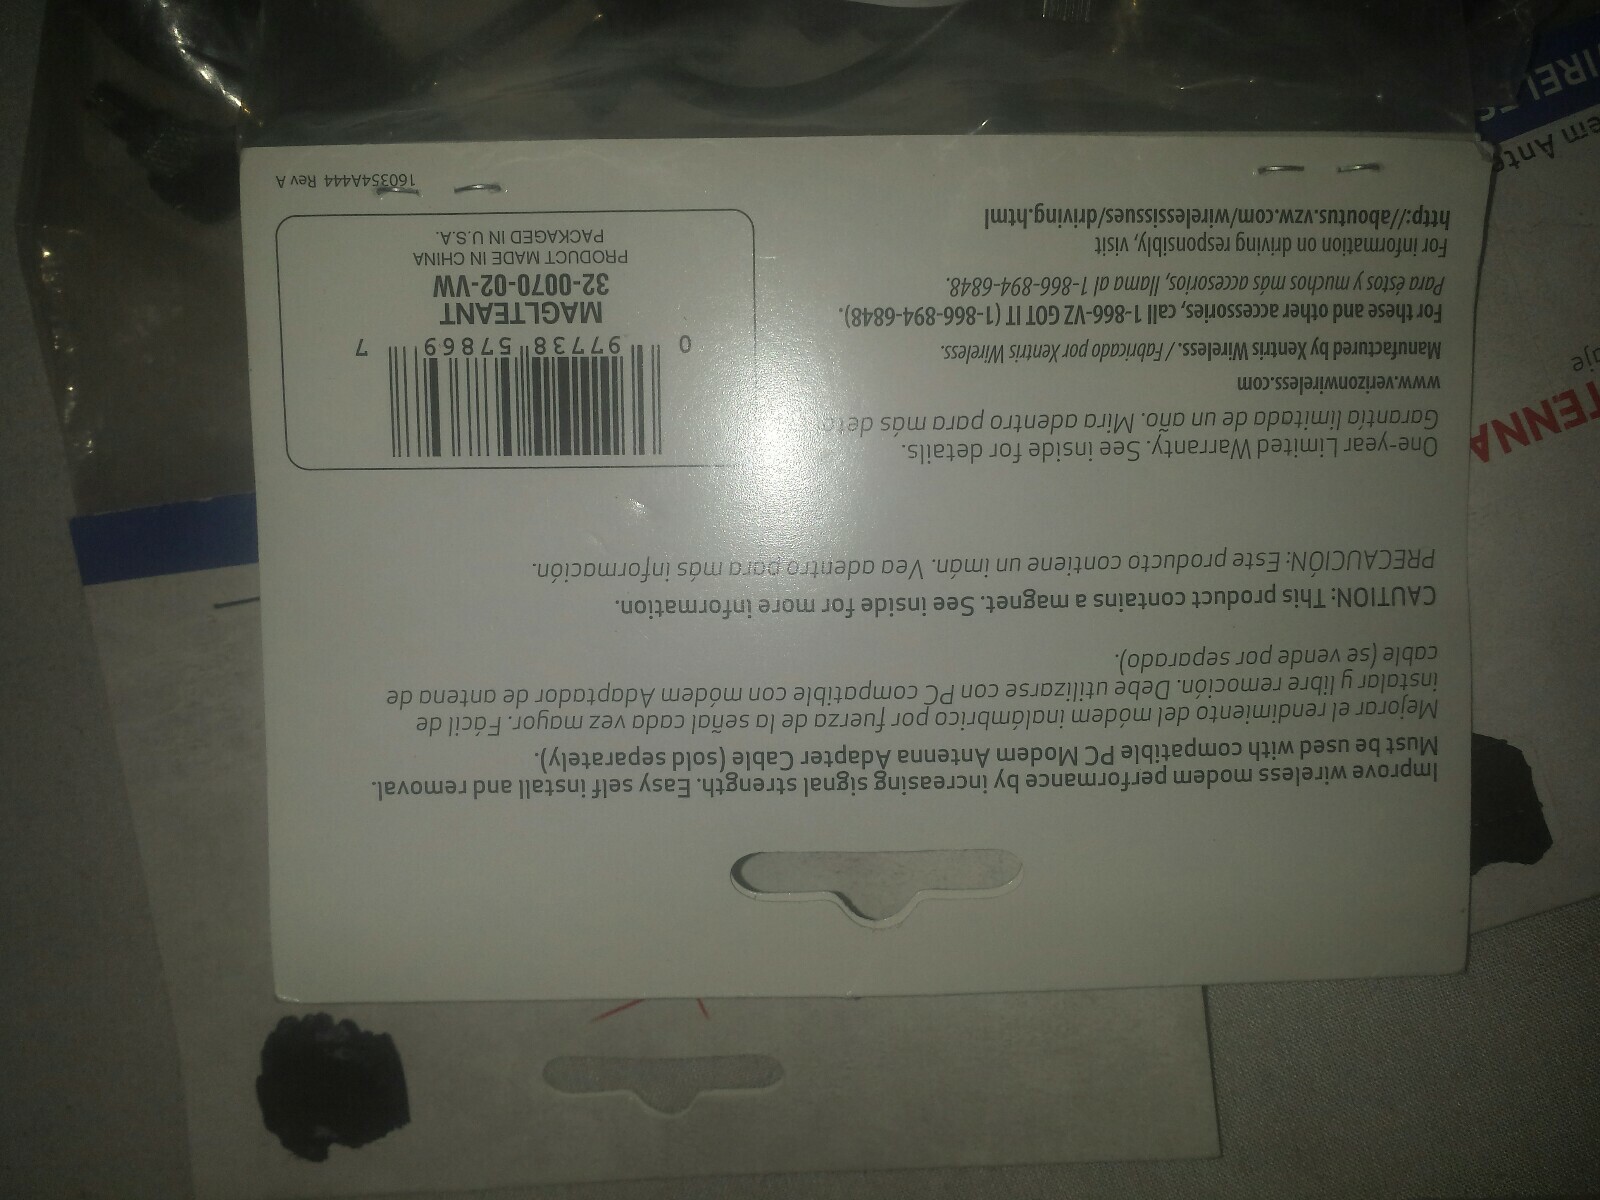 Improve wireless modem performance by increasing signal strength. Easy self install and removal.
Must be used with compatible PC Modem Antenna Adapter Cable (sold separately).
Mejorar el rendimiento del módem inalámbrico por fuerza de la señal cada vez mayor. Fácil de
instalar y libre remoción. Debe utilizarse con PC compatible con módem Adaptador de antena de
cable (se vende por separado).
CAUTION: This product contains a magnet. See inside for more information.
PRECAUCIÓN: Este producto contiene un imán. Vea adentro para más información.
One-year Limited Warranty. See inside for details.
Garantía limitada de un año. Mira adentro para más
www.verizonwireless.com
Manufactured by Xentris Wireless. / Fabricado por Xentris Wireless.
For these and other accessories, call 1-866-VZ GOT IT (1-866-894-6848).
Para éstos y muchos más accesorios, llama al 1-866-894-6848.
For information on driving responsibly, visit
http://aboutus.vzw.com/wirelessissues/driving.html
0 97738 57869 7
MAGLTEANT
32-0070-02-VW
PRODUCT MADE IN CHINA
PACKAGED IN U.S.A.
160354A444 Rev A